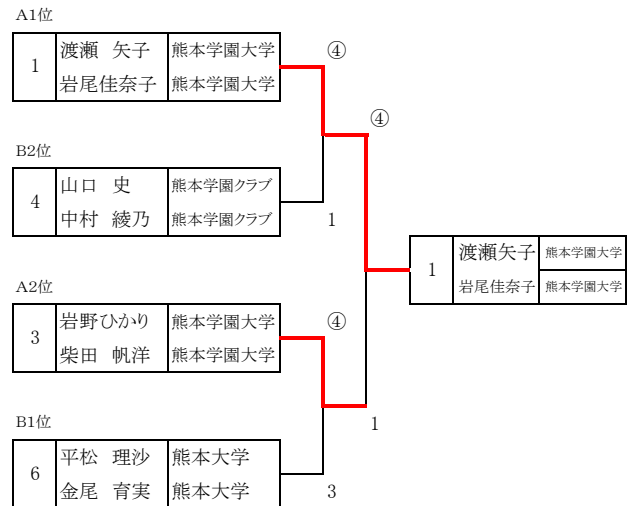 A1位
1 渡瀬 矢子 熊本学園大学
岩尾佳奈子 熊本学園大学
④
④
B2位
4 山口 史 熊本学園クラブ
中村 綾乃 熊本学園クラブ
1
1 渡瀬矢子 熊本学園大学
岩尾佳奈子 熊本学園大学
A2位
3 岩野ひかり 熊本学園大学
柴田 帆洋 熊本学園大学
④
1
B1位
6 平松 理沙 熊本大学
金尾 育実 熊本大学
3